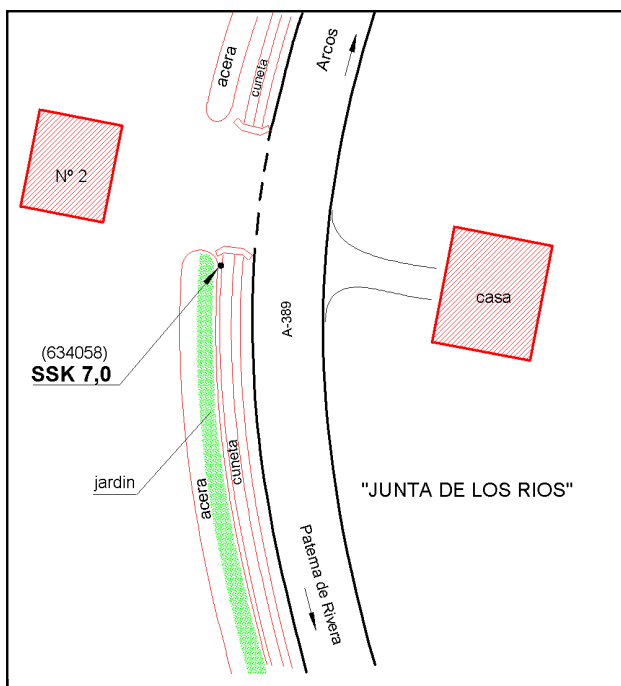 acera
cuneta
Arcos
Nº 2
casa
A-389
(634058)
SSK 7,0
jardin
acera
cuneta
"JUNTA DE LOS RIOS"
Paterna de Rivera